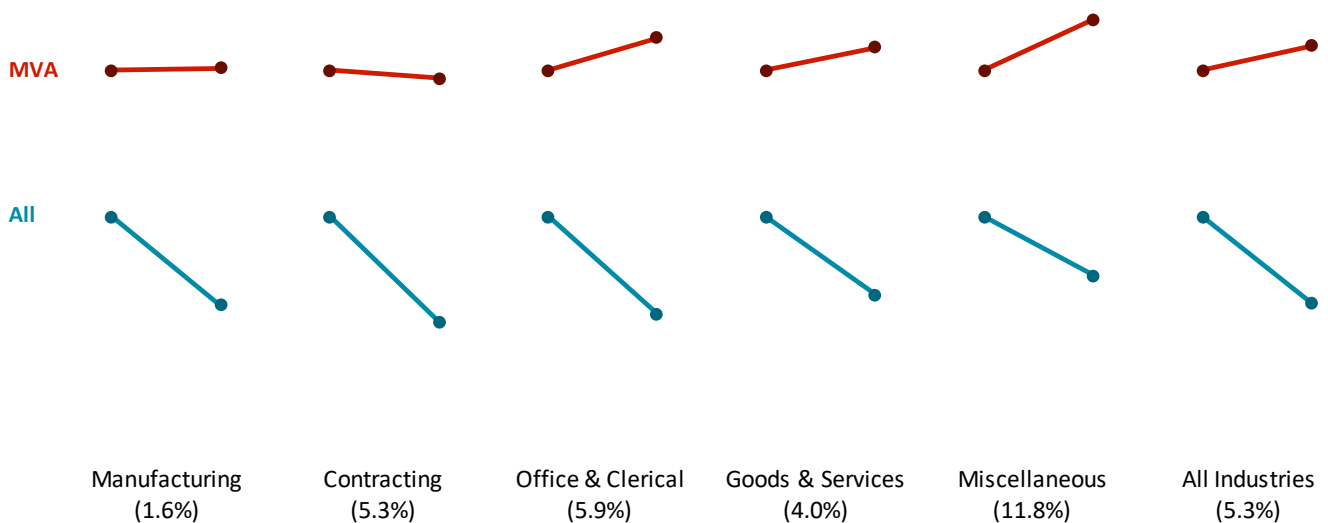 MVA
All
Manufacturing
(1.6%)
Contracting
(5.3%)
Office & Clerical
(5.9%)
Goods & Services
(4.0%)
Miscellaneous
(11.8%)
All Industries
(5.3%)